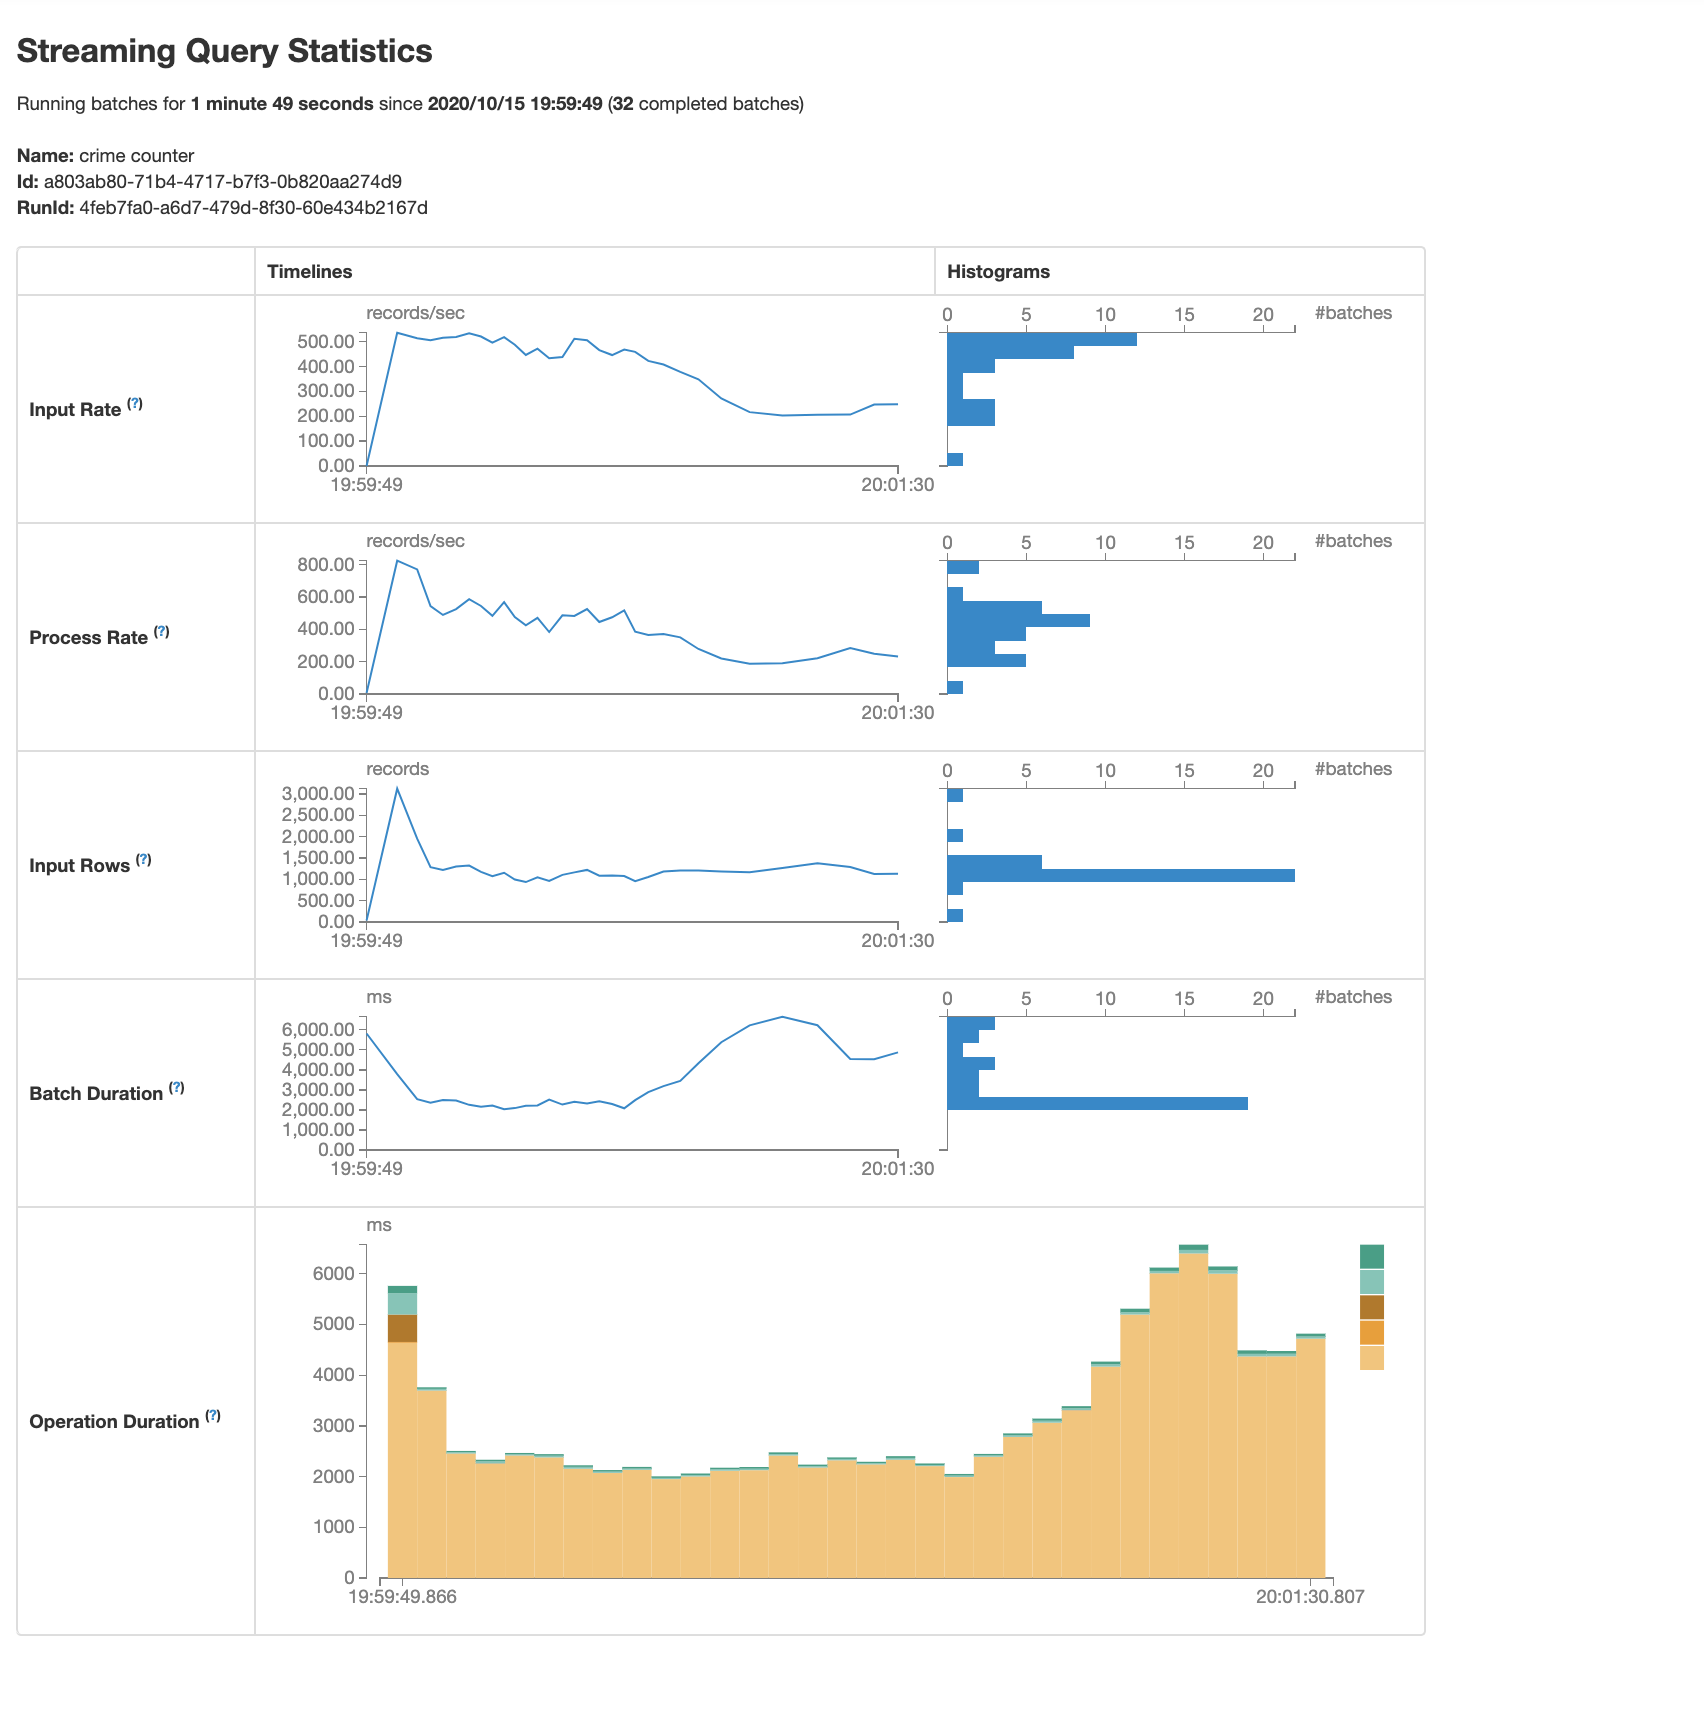 Streaming Query Statistics
Running batches for 1 minute 49 seconds since 2020/10/15 19:59:49 (32 completed batches)
Name: crime counter
Id: a803ab80-71b4-4717-b7f3-0b820aa274d9
RunId: 4feb7fa0-a6d7-479d-8f30-60e434b2167d
Timelines Histograms
Input Rate (?)
records/sec
500.00
400.00
300.00
200.00
100.00
0.00
19:59:49 20:01:30
0 5 10 15 20 #batches
Process Rate (?)
records/sec
800.00
600.00
400.00
200.00
0.00
19:59:49 20:01:30
0 5 10 15 20 #batches
Input Rows (?)
records
3,000.00
2,500.00
2,000.00
1,500.00
1,000.00
500.00
0.00
19:59:49 20:01:30
0 5 10 15 20 #batches
Batch Duration (?)
ms
6,000.00
5,000.00
4,000.00
3,000.00
2,000.00
1,000.00
0.00
19:59:49 20:01:30
0 5 10 15 20 #batches
Operation Duration (?)
ms
6000
5000
4000
3000
2000
1000
0
19:59:49.866 20:01:30.807